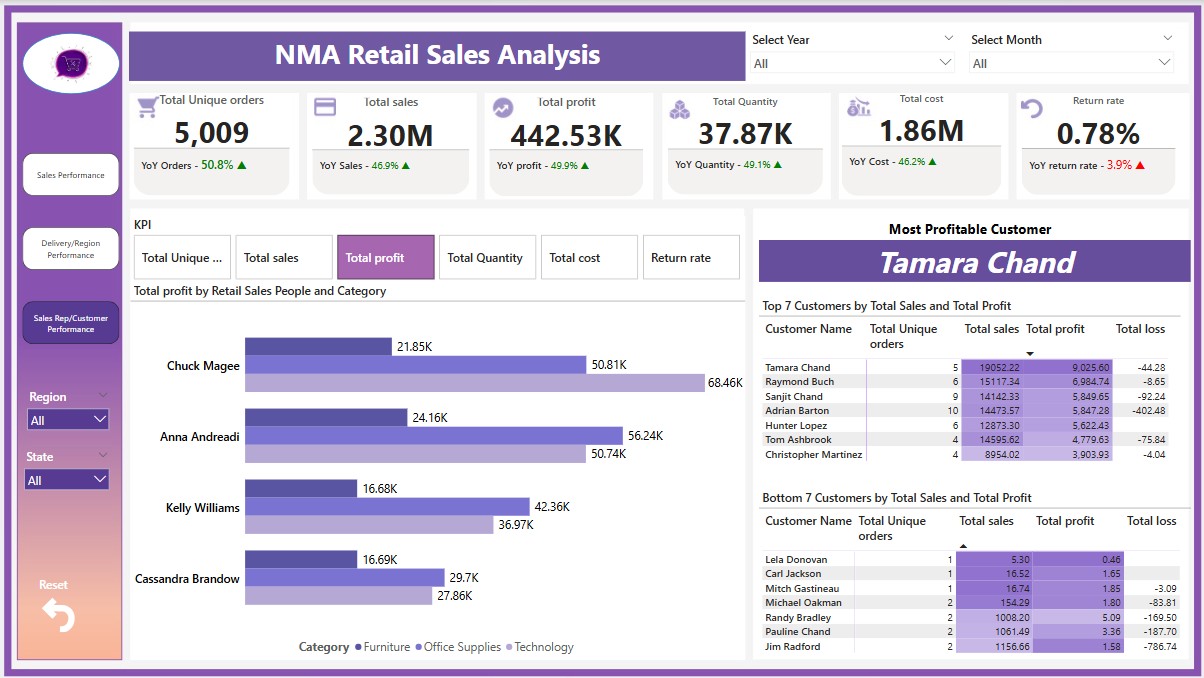 NMA Retail Sales Analysis
Select Year
All
Select Month
All
Total Unique orders
5,009
YoY Orders - 50.8% ▲
Total sales
2.30M
YoY Sales - 46.9% ▲
Total profit
442.53K
YoY profit - 49.9% ▲
Total Quantity
37.87K
YoY Quantity - 49.1% ▲
Total cost
1.86M
YoY Cost - 46.2% ▲
Return rate
0.78%
YoY return rate - 3.9% ▲
Sales Performance
Delivery/Region
Performance
Sales Rep/Customer
Performance
Region
All
State
All
Reset
KPI
Total Unique ...
Total sales
Total profit
Total Quantity
Total cost
Return rate
Total profit by Retail Sales People and Category
Chuck Magee
21.85K
50.81K
68.46K
Anna Andreadi
24.16K
56.24K
50.74K
Kelly Williams
16.68K
42.36K
36.97K
Cassandra Brandow
16.69K
29.7K
27.86K
Category Furniture Office Supplies Technology
Most Profitable Customer
Tamara Chand
Top 7 Customers by Total Sales and Total Profit
Customer Name Total Unique orders Total sales Total profit Total loss
Tamara Chand 5 19052.22 9,025.60 -44.28
Raymond Buch 6 15117.34 6,984.74 -8.65
Sanjit Chand 9 14142.33 5,849.65 -92.24
Adrian Barton 10 14473.57 5,847.28 -402.48
Hunter Lopez 6 12873.30 5,622.43
Tom Ashbrook 4 14595.62 4,779.63 -75.84
Christopher Martinez 4 8954.02 3,903.93 -4.04
Bottom 7 Customers by Total Sales and Total Profit
Customer Name Total Unique orders Total sales Total profit Total loss
Lela Donovan 1 5.30 0.46
Carl Jackson 1 16.52 1.65
Mitch Gastineau 1 16.74 1.85 -3.09
Michael Oakman 2 154.29 1.80 -83.81
Randy Bradley 2 1008.20 5.09 -169.50
Pauline Chand 2 1061.49 3.36 -187.70
Jim Radford 2 1156.66 1.58 -786.74